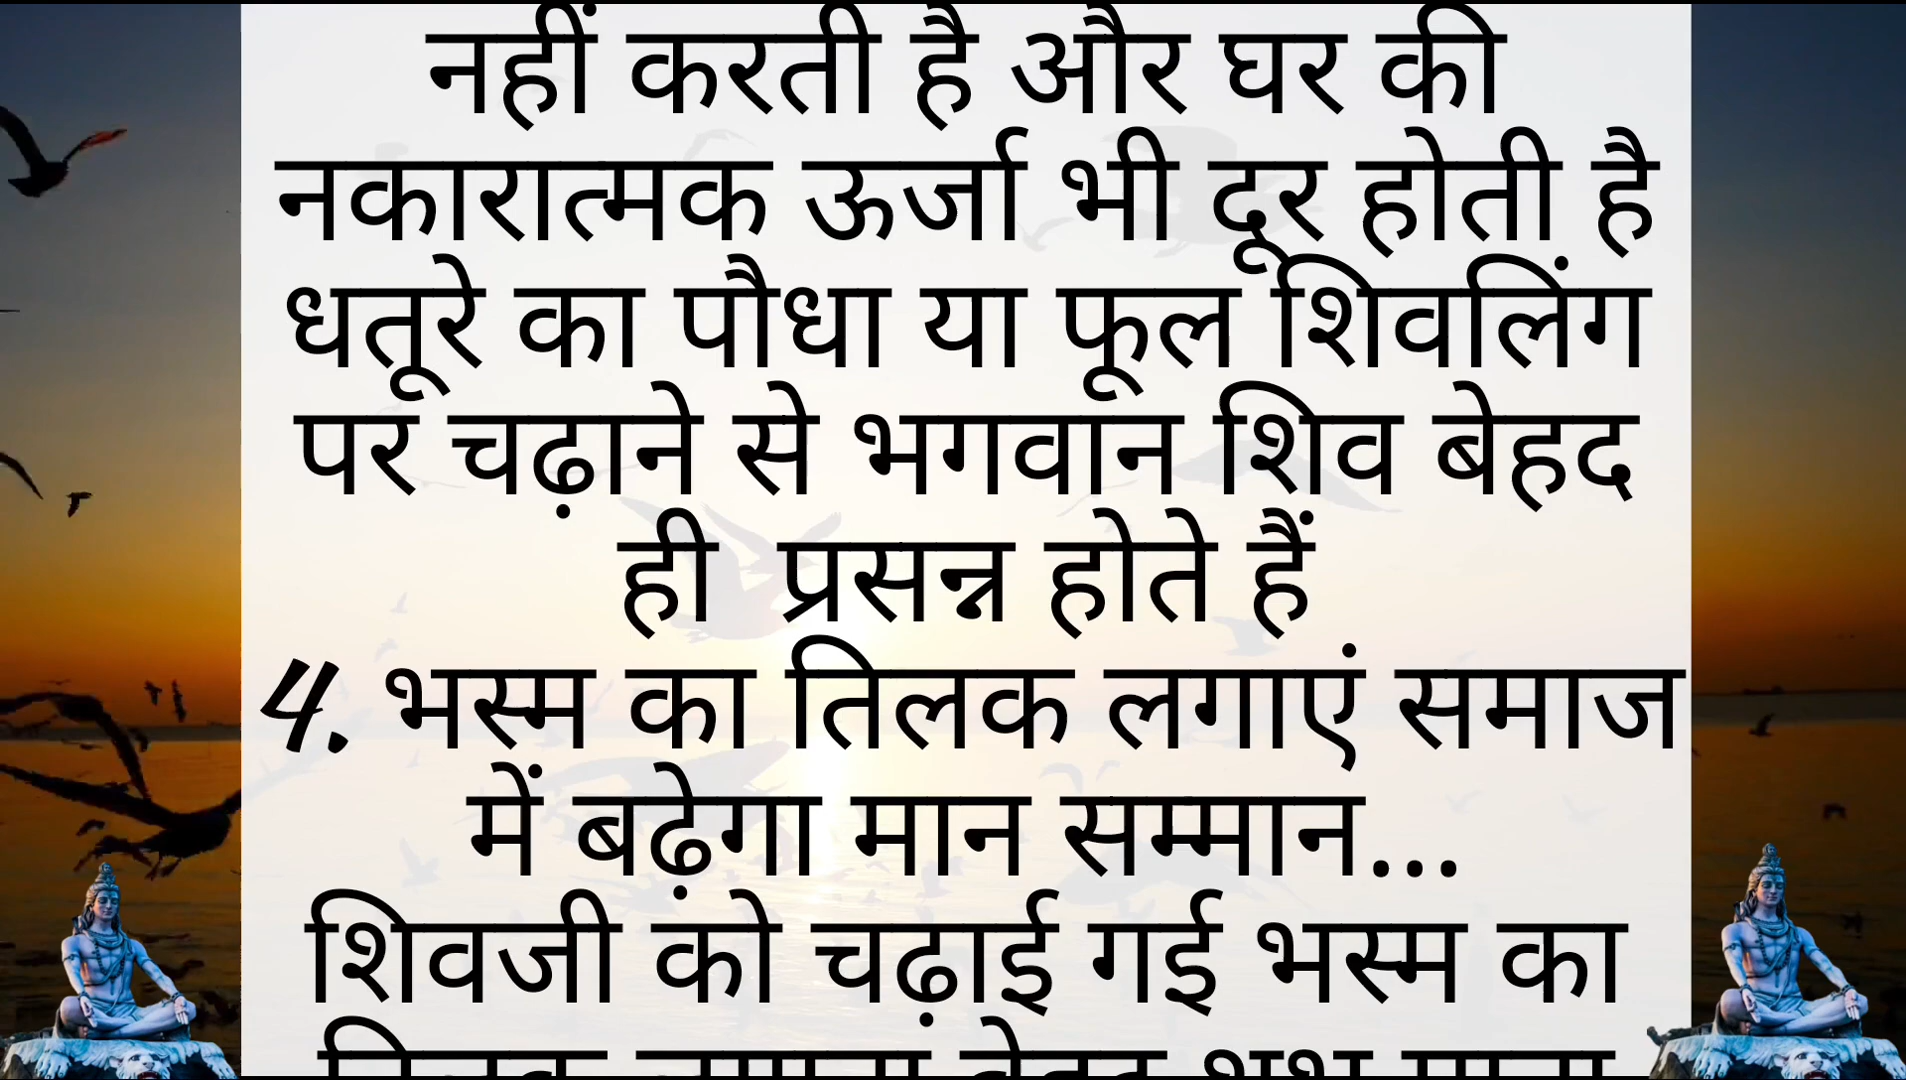 नहीं करती है और घर की
नकारात्मक ऊर्जा भी दूर होती है
धतूरे का पौधा या फूल शिवलिंग
पर चढ़ाने से भगवान शिव बेहद
ही प्रसन्न होते हैं
4. भस्म का तिलक लगाएं समाज
में बढ़ेगा मान सम्मान...
शिवजी को चढ़ाई गई भस्म का